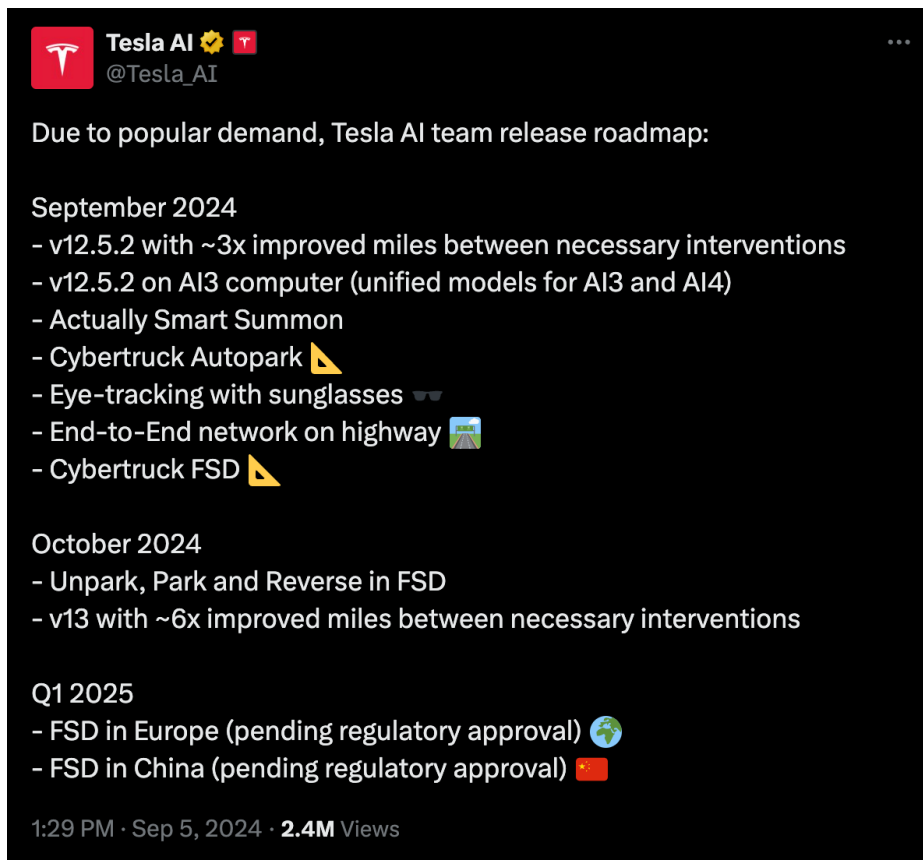 Tesla AI
@Tesla_AI
Due to popular demand, Tesla AI team release roadmap:
September 2024
- v12.5.2 with ~3x improved miles between necessary interventions
- v12.5.2 on AI3 computer (unified models for AI3 and AI4)
- Actually Smart Summon
- Cybertruck Autopark 📐
- Eye-tracking with sunglasses 🕶️
- End-to-End network on highway 🛣️
- Cybertruck FSD 📐
October 2024
- Unpark, Park and Reverse in FSD
- v13 with ~6x improved miles between necessary interventions
Q1 2025
- FSD in Europe (pending regulatory approval) 🌍
- FSD in China (pending regulatory approval) 🇨🇳
1:29 PM · Sep 5, 2024 · 2.4M Views